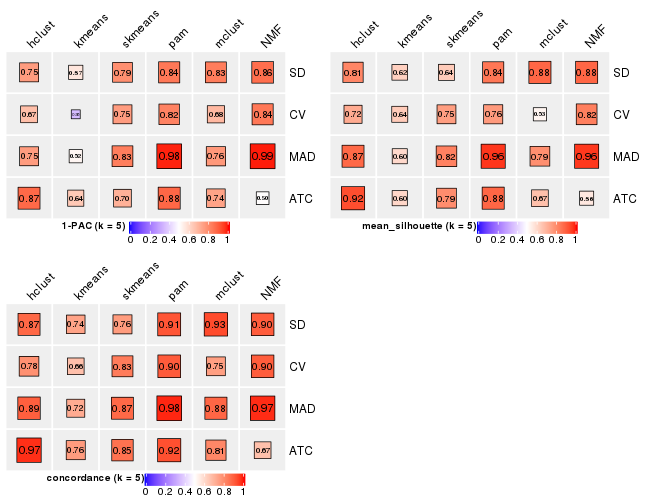 hclust kmeans skmeans pam mclust NMF
0.75 0.57 0.79 0.84 0.83 0.86 SD
0.67 0.75 0.82 0.68 0.84 CV
0.75 0.52 0.83 0.98 0.76 0.99 MAD
0.87 0.64 0.70 0.88 0.74 0.50 ATC
1-PAC (k = 5)
0 0.2 0.4 0.6 0.8 1
hclust kmeans skmeans pam mclust NMF
0.81 0.62 0.64 0.84 0.88 0.88 SD
0.72 0.64 0.75 0.76 0.53 0.82 CV
0.87 0.60 0.82 0.96 0.79 0.96 MAD
0.92 0.60 0.79 0.88 0.67 0.56 ATC
mean_silhouette (k = 5)
0 0.2 0.4 0.6 0.8 1
hclust kmeans skmeans pam mclust NMF
0.87 0.74 0.76 0.91 0.93 0.90 SD
0.78 0.66 0.83 0.90 0.75 0.90 CV
0.89 0.72 0.87 0.98 0.88 0.97 MAD
0.97 0.76 0.85 0.92 0.81 0.67 ATC
concordance (k = 5)
0 0.2 0.4 0.6 0.8 1